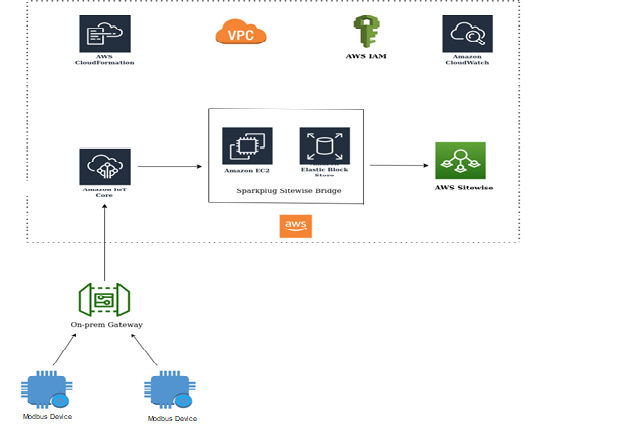 AWS
CloudFormation
VPC
AWS IAM
Amazon
CloudWatch
Amazon IoT
Core
Amazon EC2
Elastic Block
Store
Sparkplug Sitewise Bridge
AWS Sitewise
aws
On-prem Gateway
Modbus Device
Modbus Device